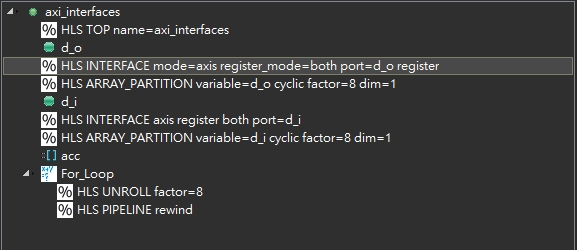 axi_interfaces
% HLS TOP name=axi_interfaces
d_o
% HLS INTERFACE mode=axis register_mode=both port=d_o register
% HLS ARRAY_PARTITION variable=d_o cyclic factor=8 dim=1
d_i
% HLS INTERFACE axis register both port=d_i
% HLS ARRAY_PARTITION variable=d_i cyclic factor=8 dim=1
acc
For_Loop
% HLS UNROLL factor=8
% HLS PIPELINE rewind